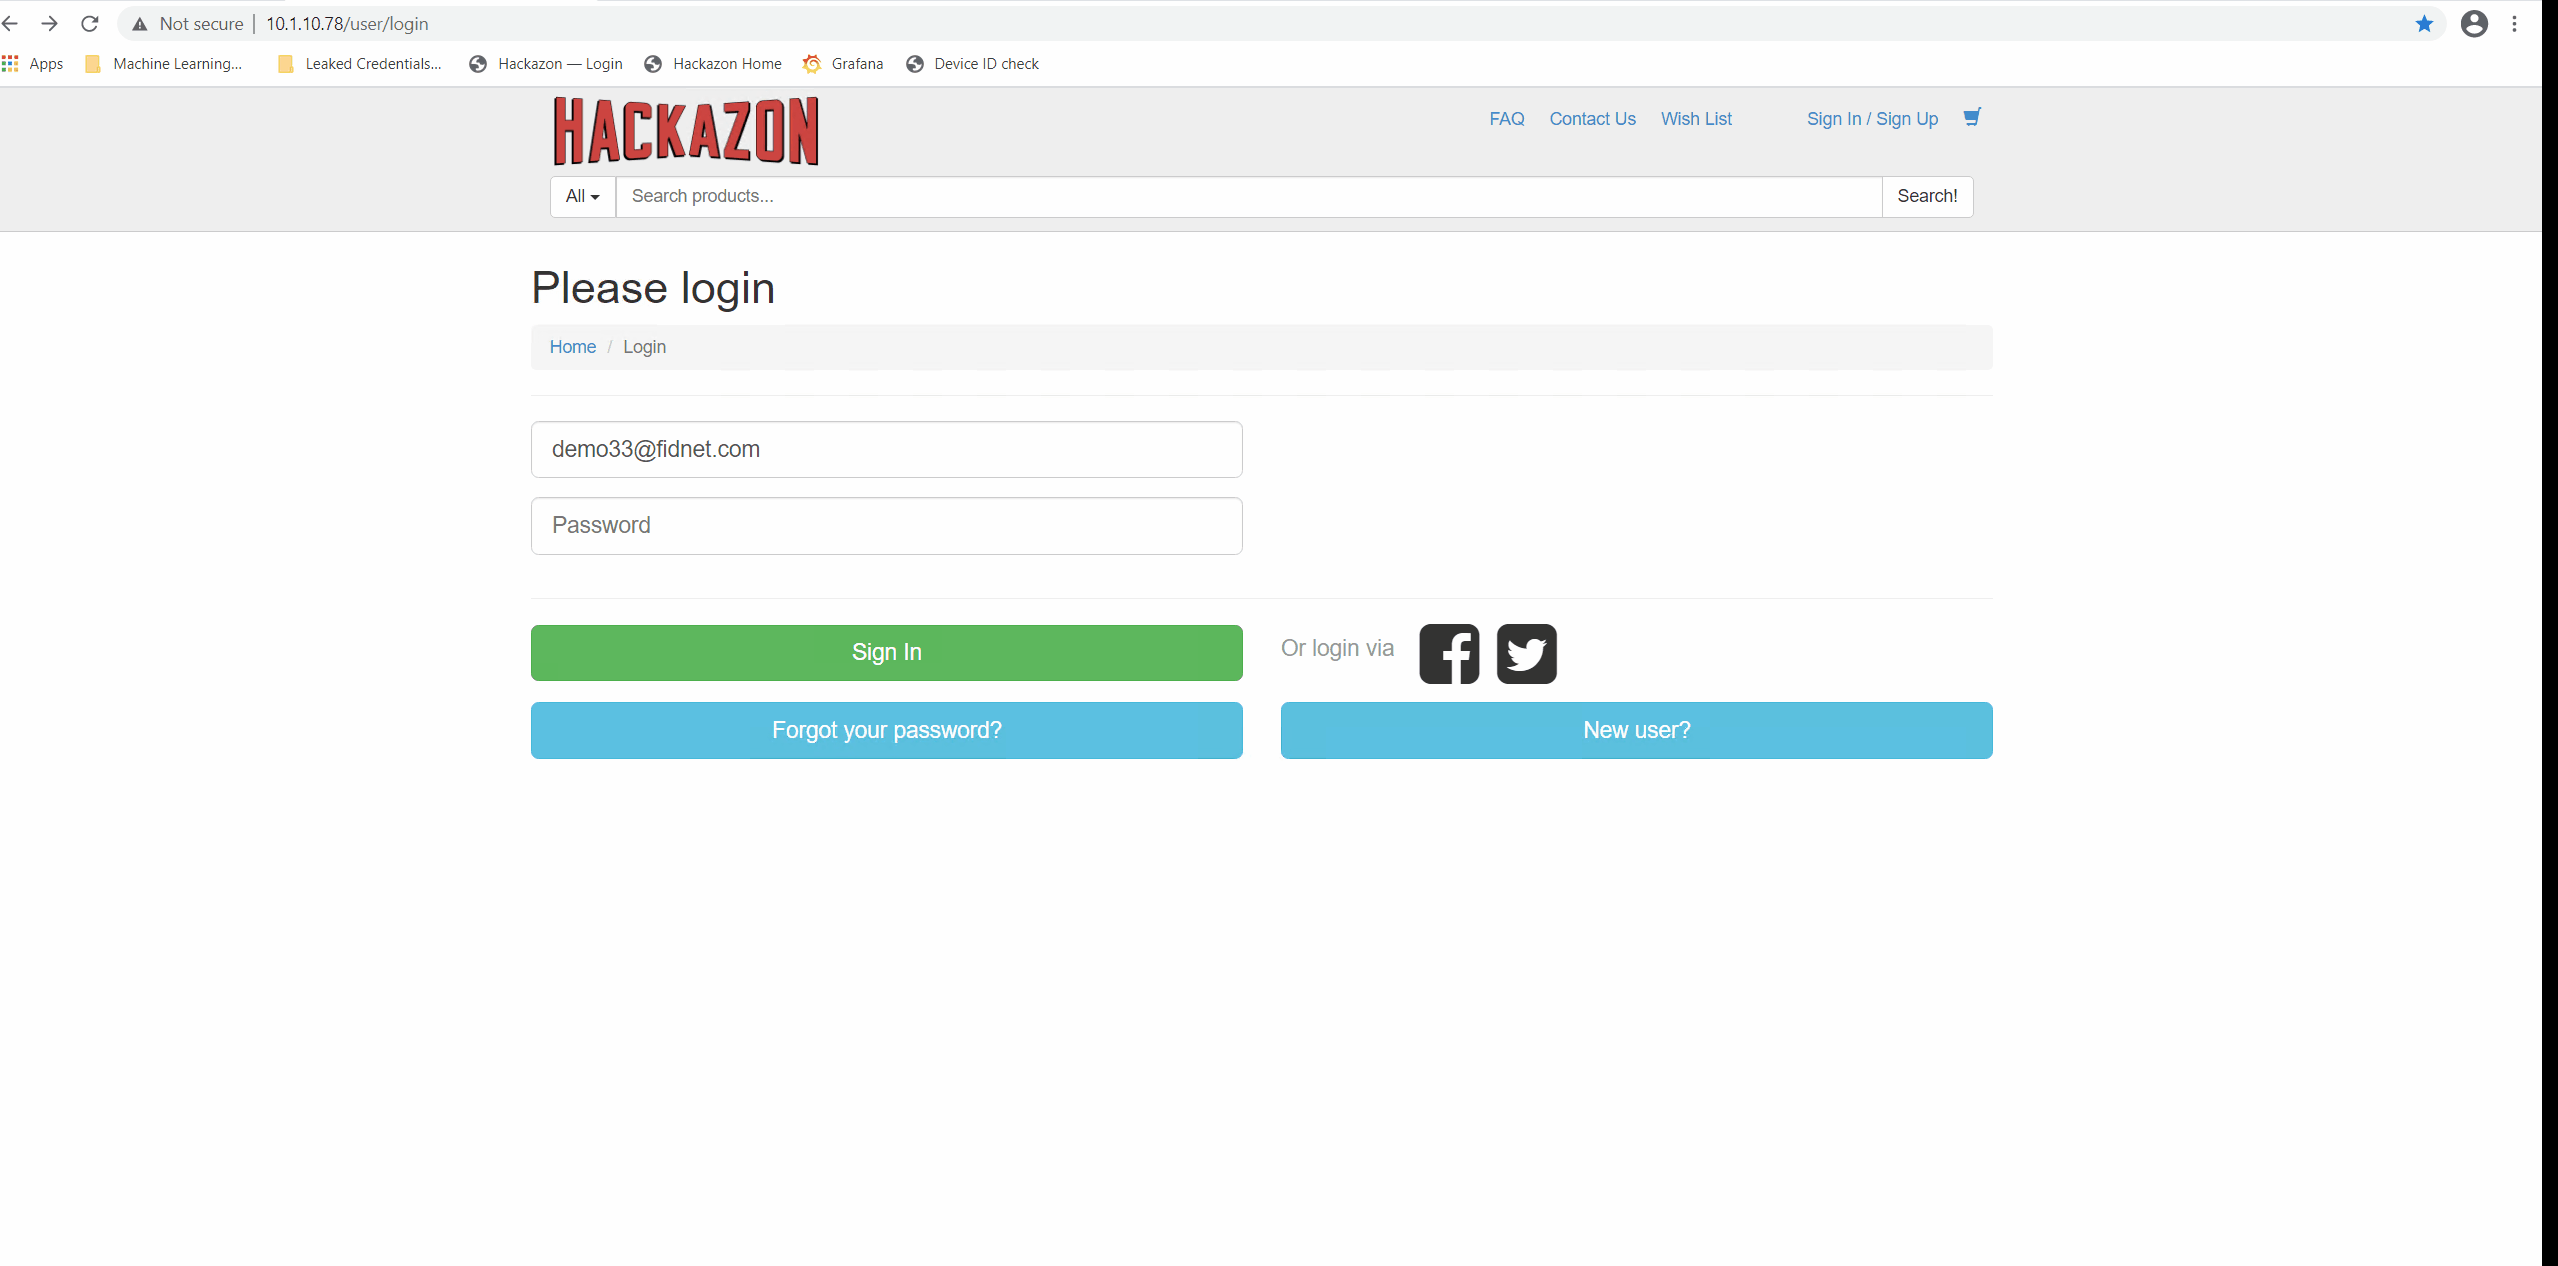 Not secure | 10.1.10.78/user/login
Apps Machine Learning... Leaked Credentials... Hackazon — Login Hackazon Home Grafana Device ID check
HACKAZON
FAQ Contact Us Wish List Sign In / Sign Up
All Search products... Search!
Please login
Home / Login
demo33@fidnet.com
Password
Sign In Or login via
Forgot your password? New user?